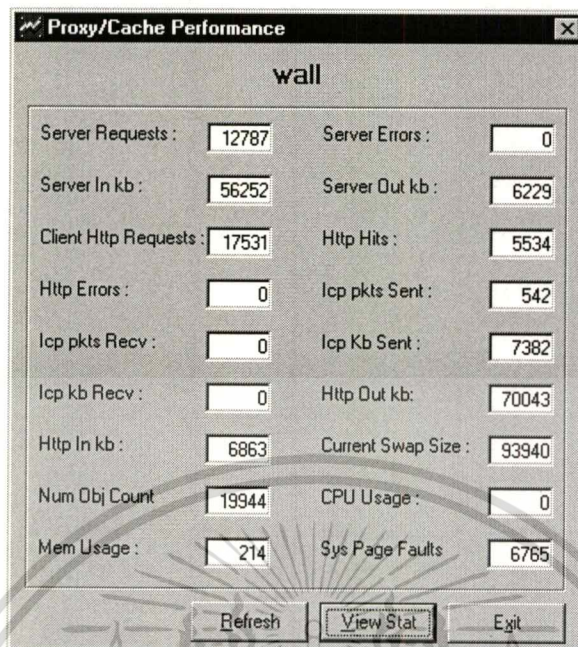 Proxy/Cache Performance
wall
Server Requests : 12787 Server Errors : 0
Server In kb : 56252 Server Out kb : 6229
Client Http Requests : 17531 Http Hits : 5534
Http Errors : 0 Icp pkts Sent : 542
Icp pkts Recv : 0 Icp Kb Sent : 7382
Icp kb Recv : 0 Http Out kb: 70043
Http In kb : 6863 Current Swap Size : 93940
Num Obj Count 19944 CPU Usage : 0
Mem Usage : 214 Sys Page Faults 6765
Refresh View Stat Exit